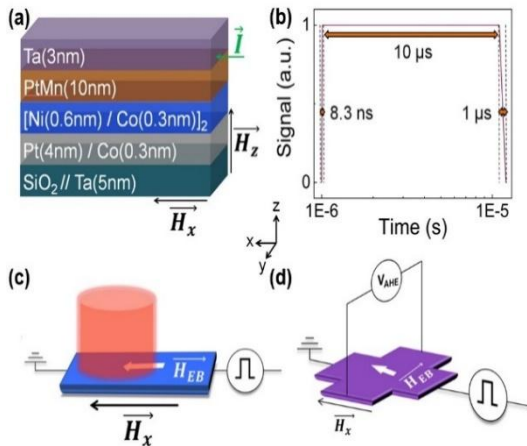 (a)
I
Ta(3nm)
PtMn(10nm)
[Ni(0.6nm) / Co(0.3nm)]2
Pt(4nm) / Co(0.3nm)
SiO2// Ta(5nm)
Hz
Hx
(b)
Signal (a.u.)
1
0
10 µs
8.3 ns
1 µs
1E-6
1E-5
Time (s)
z
x
y
(c)
HEB
Hx
(d)
VAHE
HEB
Hx